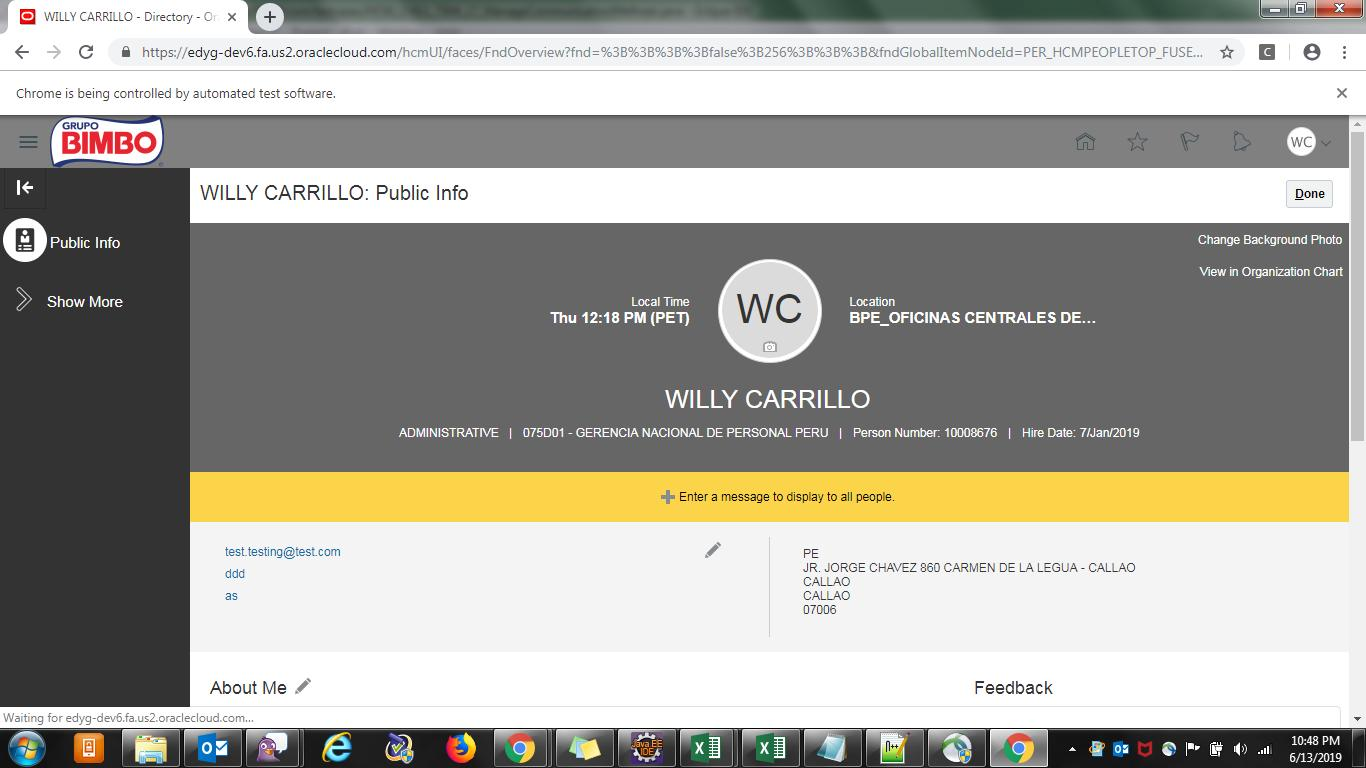 WILLY CARRILLO - Directory - Or
https://edyg-dev6.fa.us2.oraclecloud.com/hcmUI/faces/FndOverview?fnd=%3B%3B%3B%3Bfalse%3B256%3B%3B%3B&fndGlobalItemNodeId=PER_HCMPEOPLETOP_FUSE...
C
Chrome is being controlled by automated test software.
GRUPO
BIMBO
WC
WILLY CARRILLO: Public Info
Done
Public Info
Show More
Change Background Photo
View in Organization Chart
Local Time
Thu 12:18 PM (PET)
WC
Location
BPE_OFICINAS CENTRALES DE...
WILLY CARRILLO
ADMINISTRATIVE | 075D01 - GERENCIA NACIONAL DE PERSONAL PERU | Person Number: 10008676 | Hire Date: 7/Jan/2019
Enter a message to display to all people.
test.testing@test.com
ddd
as
PE
JR. JORGE CHAVEZ 860 CARMEN DE LA LEGUA - CALLAO
CALLAO
CALLAO
07006
About Me
Feedback
Waiting for edyg-dev6.fa.us2.oraclecloud.com...
Java EE
IDE
10:48 PM
6/13/2019